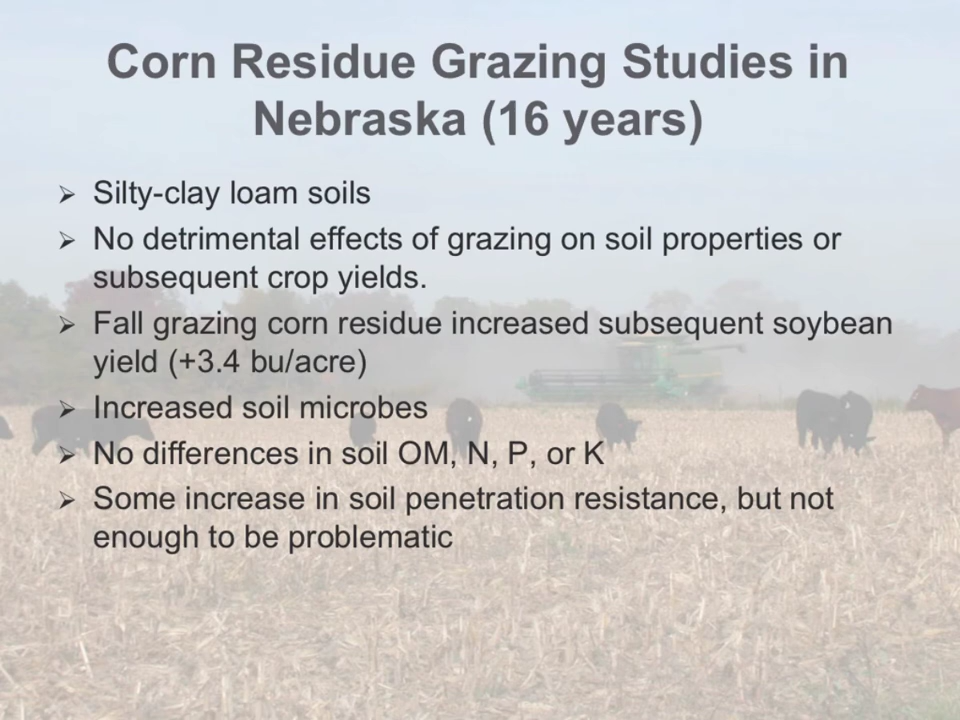 Corn Residue Grazing Studies in
Nebraska (16 years)
Silty-clay loam soils
No detrimental effects of grazing on soil properties or
subsequent crop yields.
Fall grazing corn residue increased subsequent soybean
yield (+3.4 bu/acre)
Increased soil microbes
No differences in soil OM, N, P, or K
Some increase in soil penetration resistance, but not
enough to be problematic